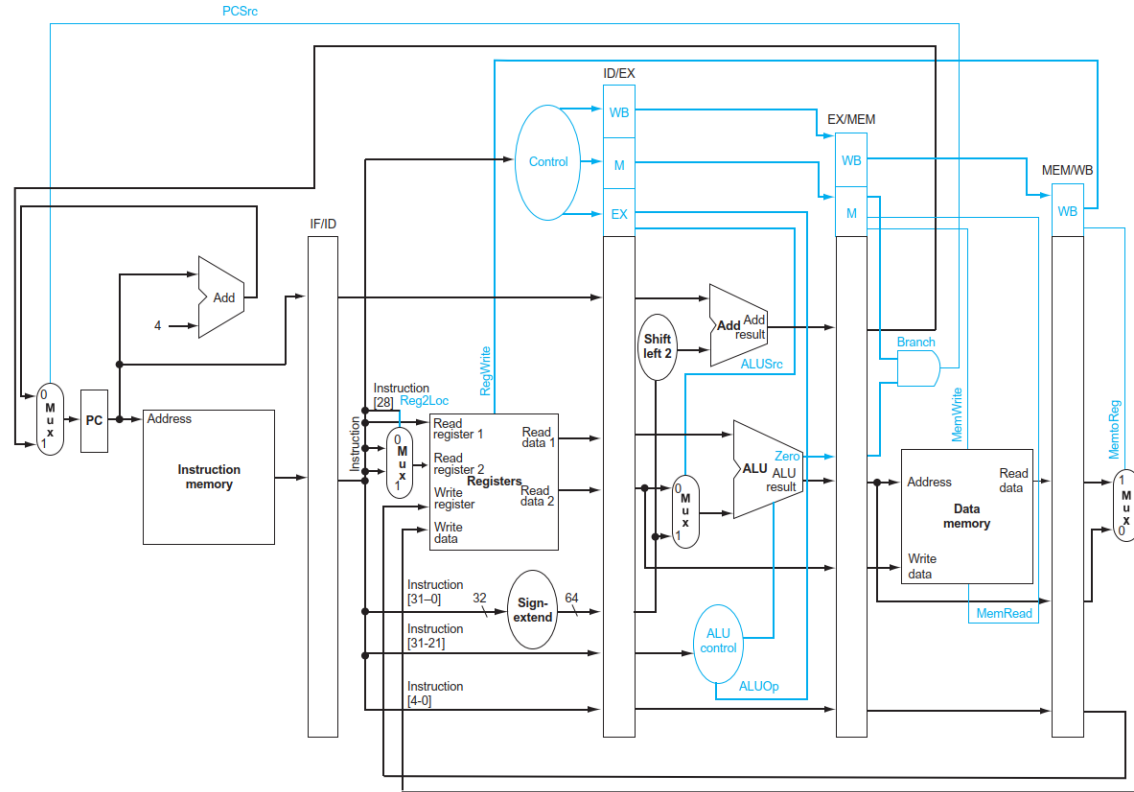 PCSrc
ID/EX
WB
EX/MEM
Control
M
WB
MEM/WB
EX
M
WB
IF/ID
Add
4
Add
Add
result
Shift
left 2
Branch
ALUSrc
RegWrite
MemWrite
MemtoReg
Instruction
[28]
Reg2Loc
0
M
u
x
1
PC
Address
Instruction
memory
Instruction
Read
register 1
Read
data 1
0
M
u
x
1
Read
register 2
Registers
Write
register
Read
data 2
Write
data
Zero
ALU
ALU
result
0
M
u
x
1
Address
Read
data
Data
memory
Write
data
1
M
u
x
0
MemRead
Instruction
[31–0]
32
Sign-
extend
64
Instruction
[31-21]
ALU
control
ALUOp
Instruction
[4-0]